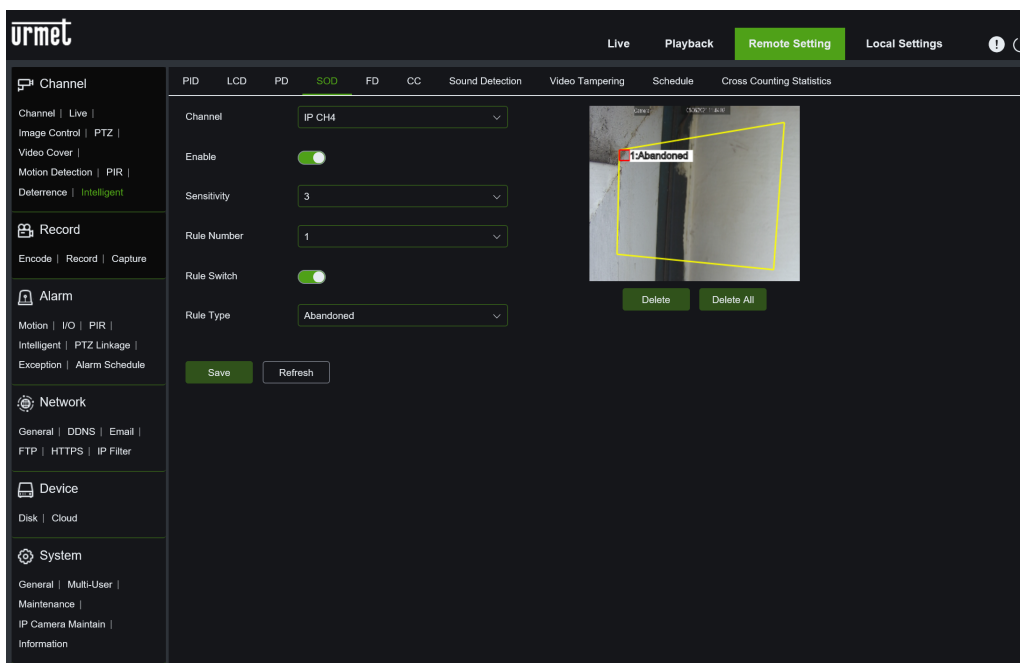 urmet
Live Playback Remote Setting Local Settings
Channel
Channel | Live |
Image Control | PTZ |
Video Cover |
Motion Detection | PIR |
Deterrence | Intelligent
Record
Encode | Record | Capture
Alarm
Motion | I/O | PIR |
Intelligent | PTZ Linkage |
Exception | Alarm Schedule
Network
General | DDNS | Email |
FTP | HTTPS | IP Filter
Device
Disk | Cloud
System
General | Multi-User |
Maintenance |
IP Camera Maintain |
Information
PID LCD PD SOD FD CC Sound Detection Video Tampering Schedule Cross Counting Statistics
Channel IP CH4
Enable
Sensitivity 3
Rule Number 1
Rule Switch
Rule Type Abandoned
Save Refresh
1:Abandoned
Delete Delete All